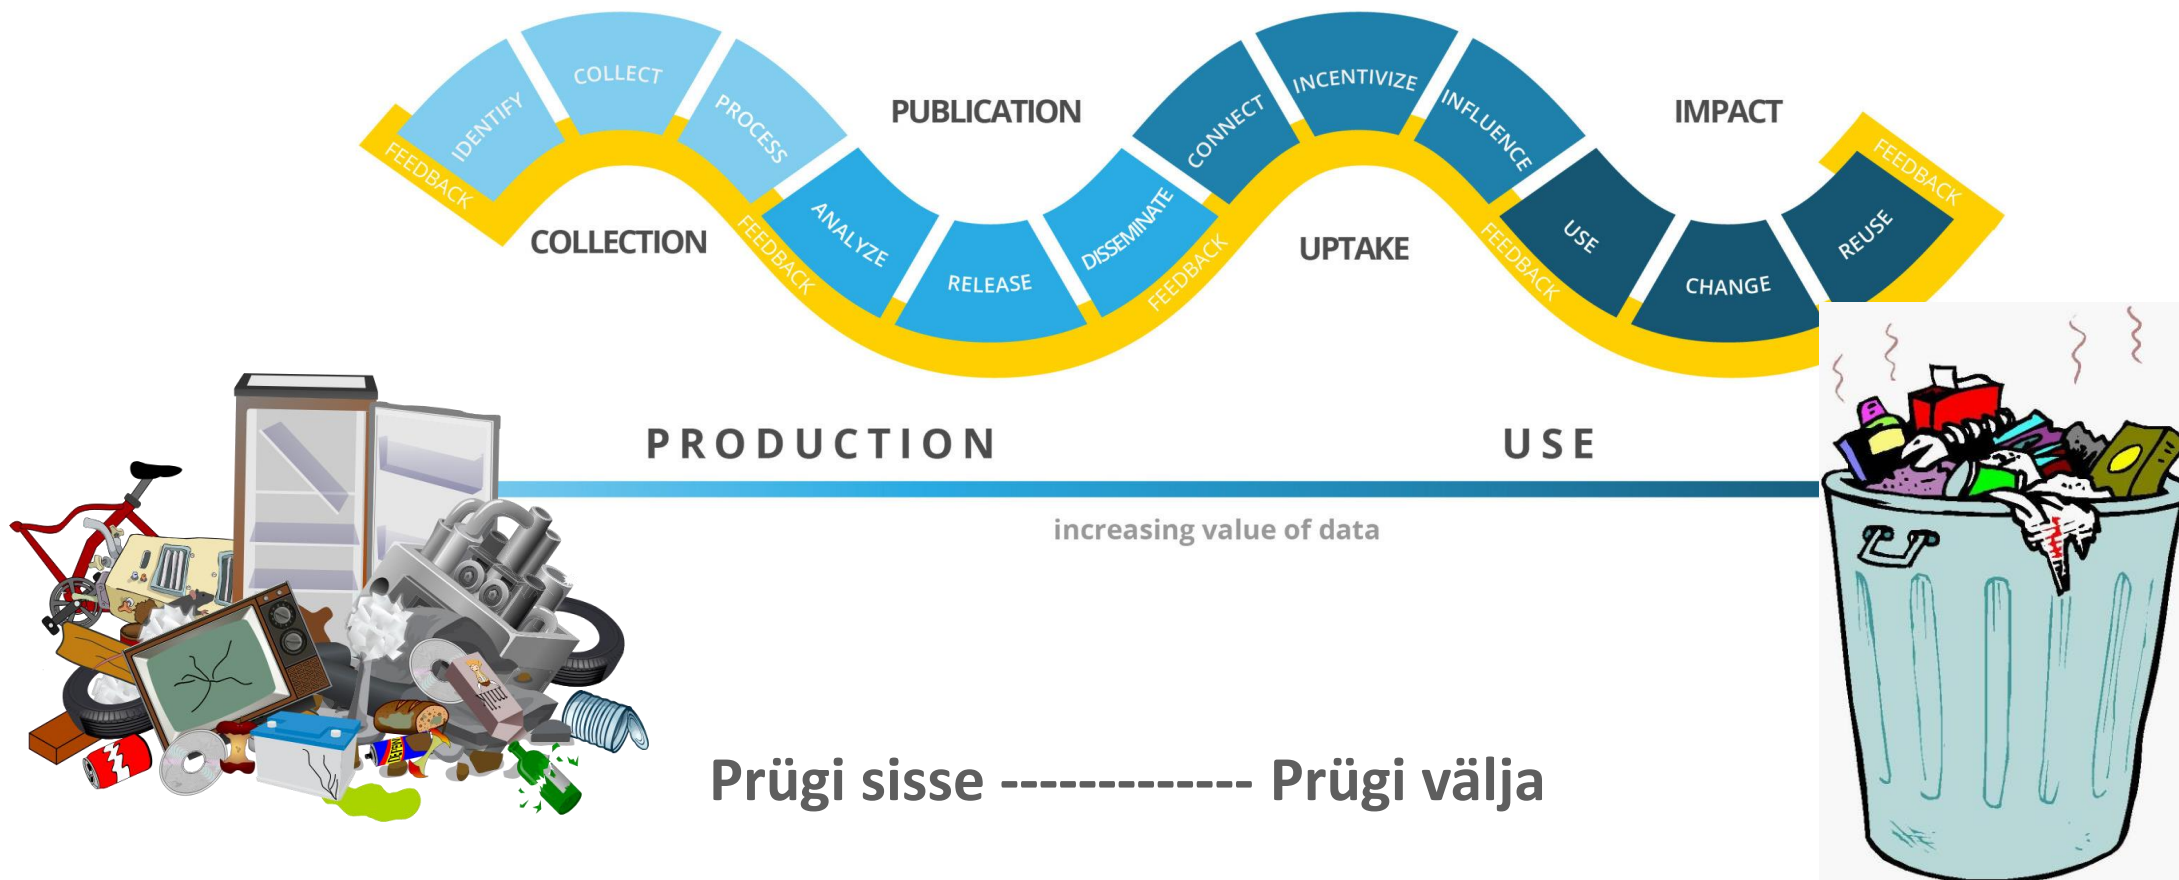 IDENTIFY
COLLECT
PROCESS
PUBLICATION
CONNECT
INCENTIVIZE
INFLUENCE
IMPACT
FEEDBACK
FEEDBACK
COLLECTION
FEEDBACK
ANALYZE
RELEASE
DISSEMINATE
FEEDBACK
UPTAKE
FEEDBACK
USE
CHANGE
REUSE
PRODUCTION
USE
increasing value of data
Prügi sisse ------------- Prügi välja